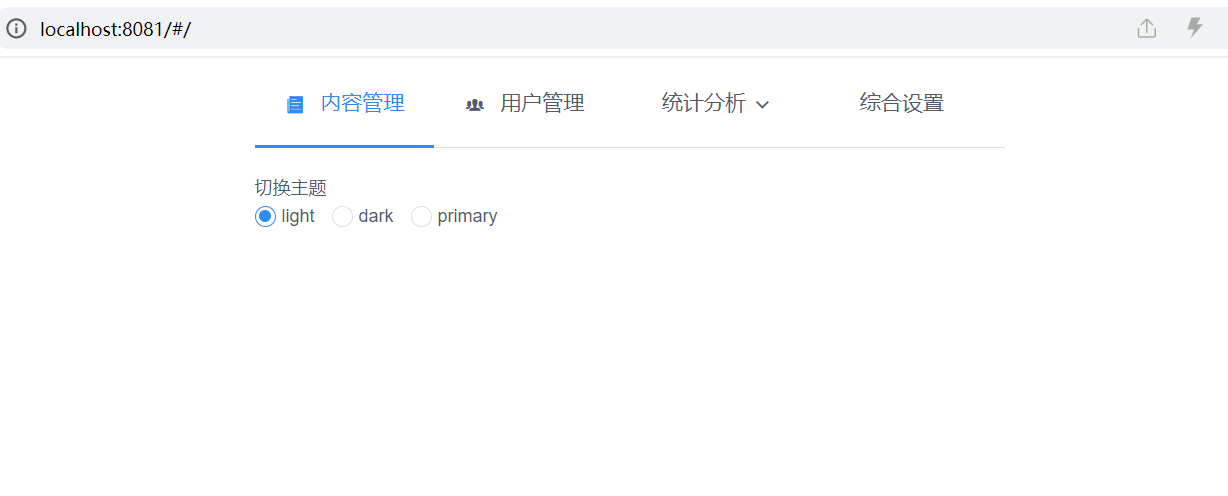 localhost:8081/#/
内容管理 用户管理 统计分析 综合设置
切换主题
light dark primary